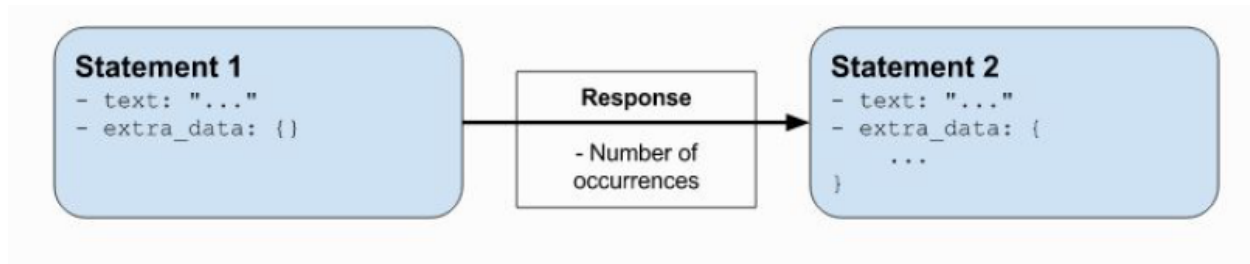 Statement 1
- text: "..."
- extra_data: {}
Response
- Number of
occurrences
Statement 2
- text: "..."
- extra_data: {
...
}